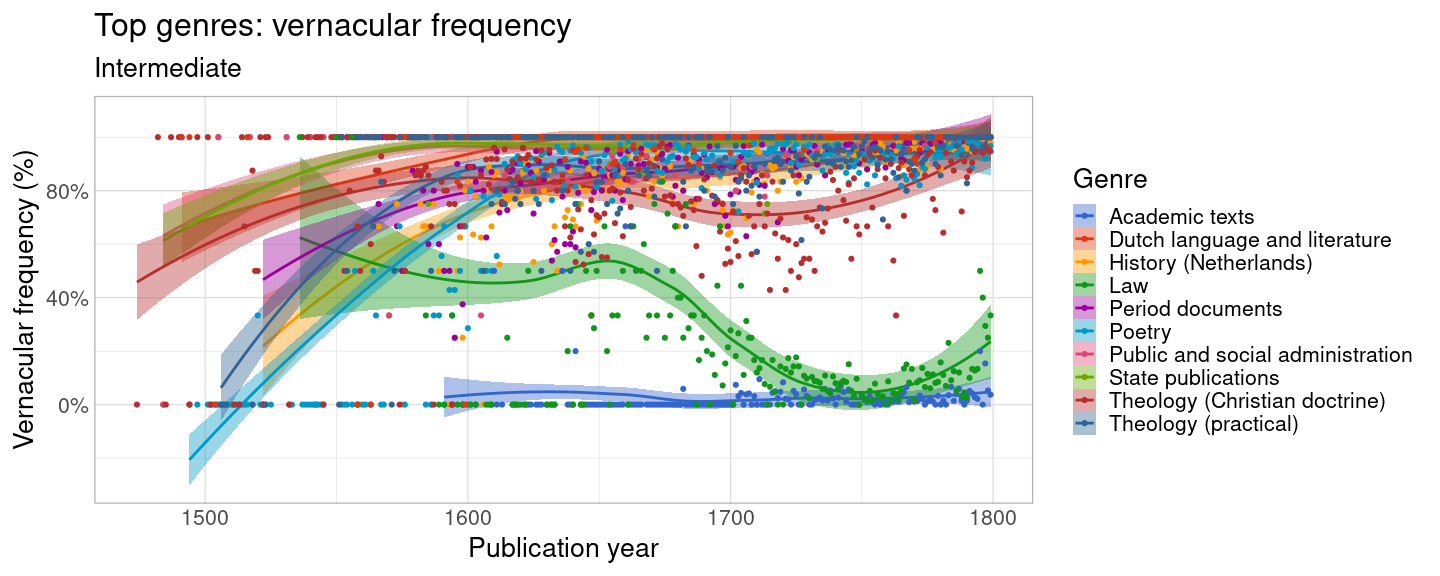 Top genres: vernacular frequency
Intermediate
Vernacular frequency (%)
80%
40%
0%
1500
1600
1700
1800
Publication year
Genre
Academic texts
Dutch language and literature
History (Netherlands)
Law
Period documents
Poetry
Public and social administration
State publications
Theology (Christian doctrine)
Theology (practical)